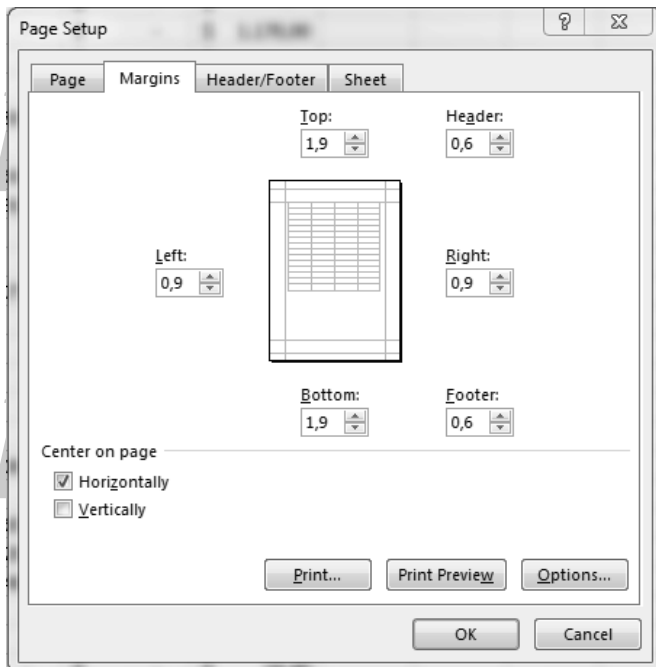 Page Setup
Page Margins Header/Footer Sheet
Top: Header:
1,9 0,6
Left: Right:
0,9 0,9
Bottom: Footer:
1,9 0,6
Center on page
Horizontally
Vertically
Print... Print Preview Options...
OK Cancel